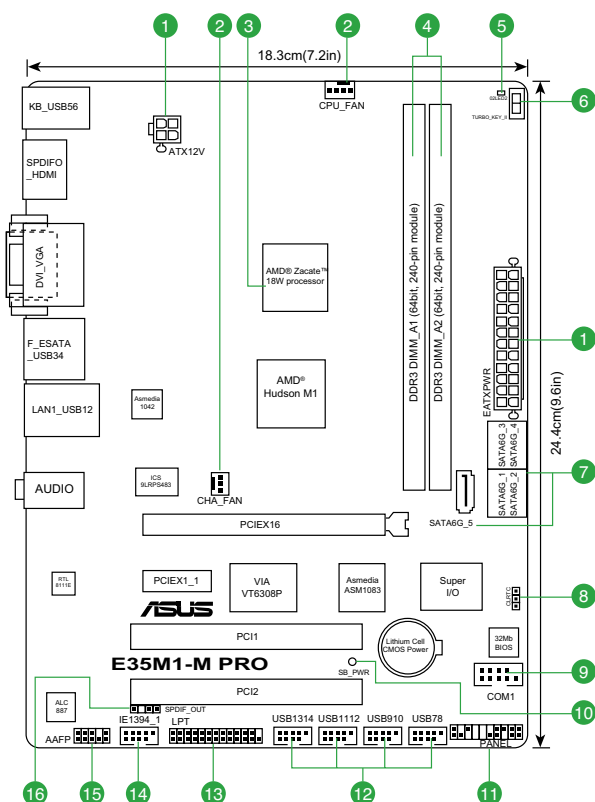 1
2
3
2
4
5
6
18.3cm(7.2in)
KB_USB56
CPU_FAN
02LED2
TURBO_KEY_II
ATX12V
SPDIFO
_HDMI
DVI_VGA
AMD® Zacate™
18W processor
DDR3 DIMM_A1 (64bit, 240-pin module)
DDR3 DIMM_A2 (64bit, 240-pin module)
EATXPWR
1
24.4cm(9.6in)
F_ESATA
_USB34
AMD®
Hudson M1
LAN1_USB12
Asmedia
1042
SATA6G_3
SATA6G_4
SATA6G_1
SATA6G_2
7
AUDIO
ICS
9LRPS483
CHA_FAN
SATA6G_5
PCIEX16
RTL
8111E
PCIEX1_1
VIA
VT6308P
Asmedia
ASM1083
Super
I/O
CLRTC
8
ASUS
PCI1
Lithium Cell
CMOS Power
32Mb
BIOS
E35M1-M PRO
SB_PWR
9
COM1
PCI2
10
ALC
887
SPDIF_OUT
AAFP
IE1394_1
LPT
USB1314
USB1112
USB910
USB78
PANEL
16
15
14
13
12
11